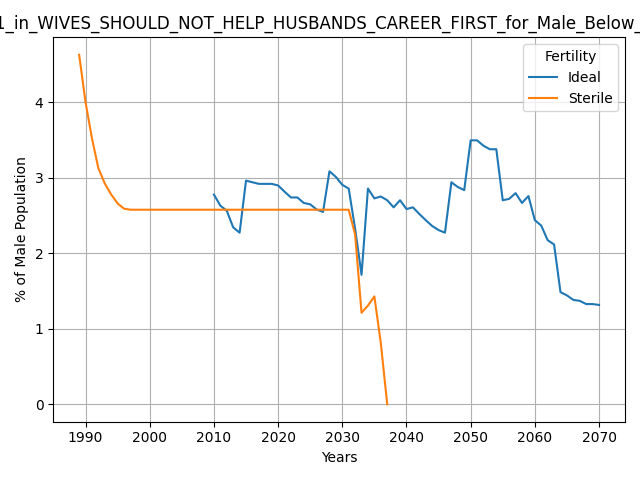 1_in_WIVES_SHOULD_NOT_HELP_HUSBANDS_CAREER_FIRST_for_Male_Below_
Fertility
Ideal
Sterile
% of Male Population
4
3
2
1
0
1990 2000 2010 2020 2030 2040 2050 2060 2070
Years